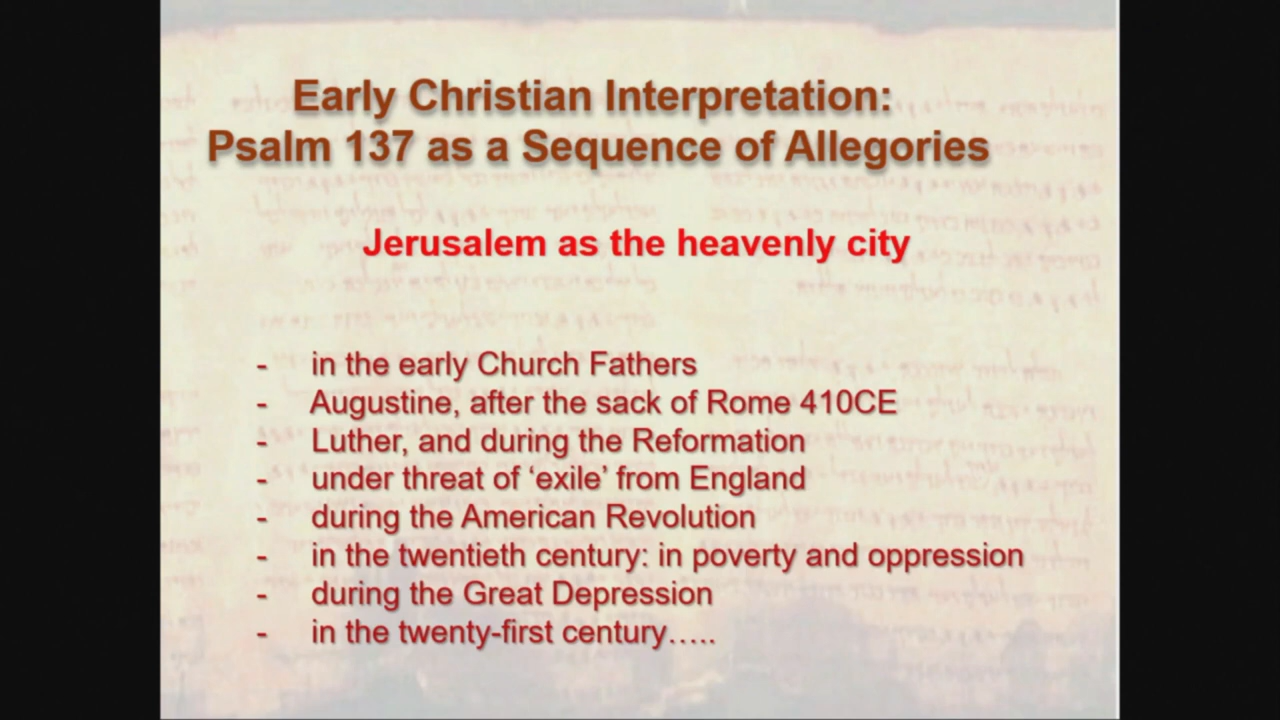 Early Christian Interpretation:
Psalm 137 as a Sequence of Allegories
Jerusalem as the heavenly city
- in the early Church Fathers
- Augustine, after the sack of Rome 410CE
- Luther, and during the Reformation
- under threat of ‘exile’ from England
- during the American Revolution
- in the twentieth century: in poverty and oppression
- during the Great Depression
- in the twenty-first century…..